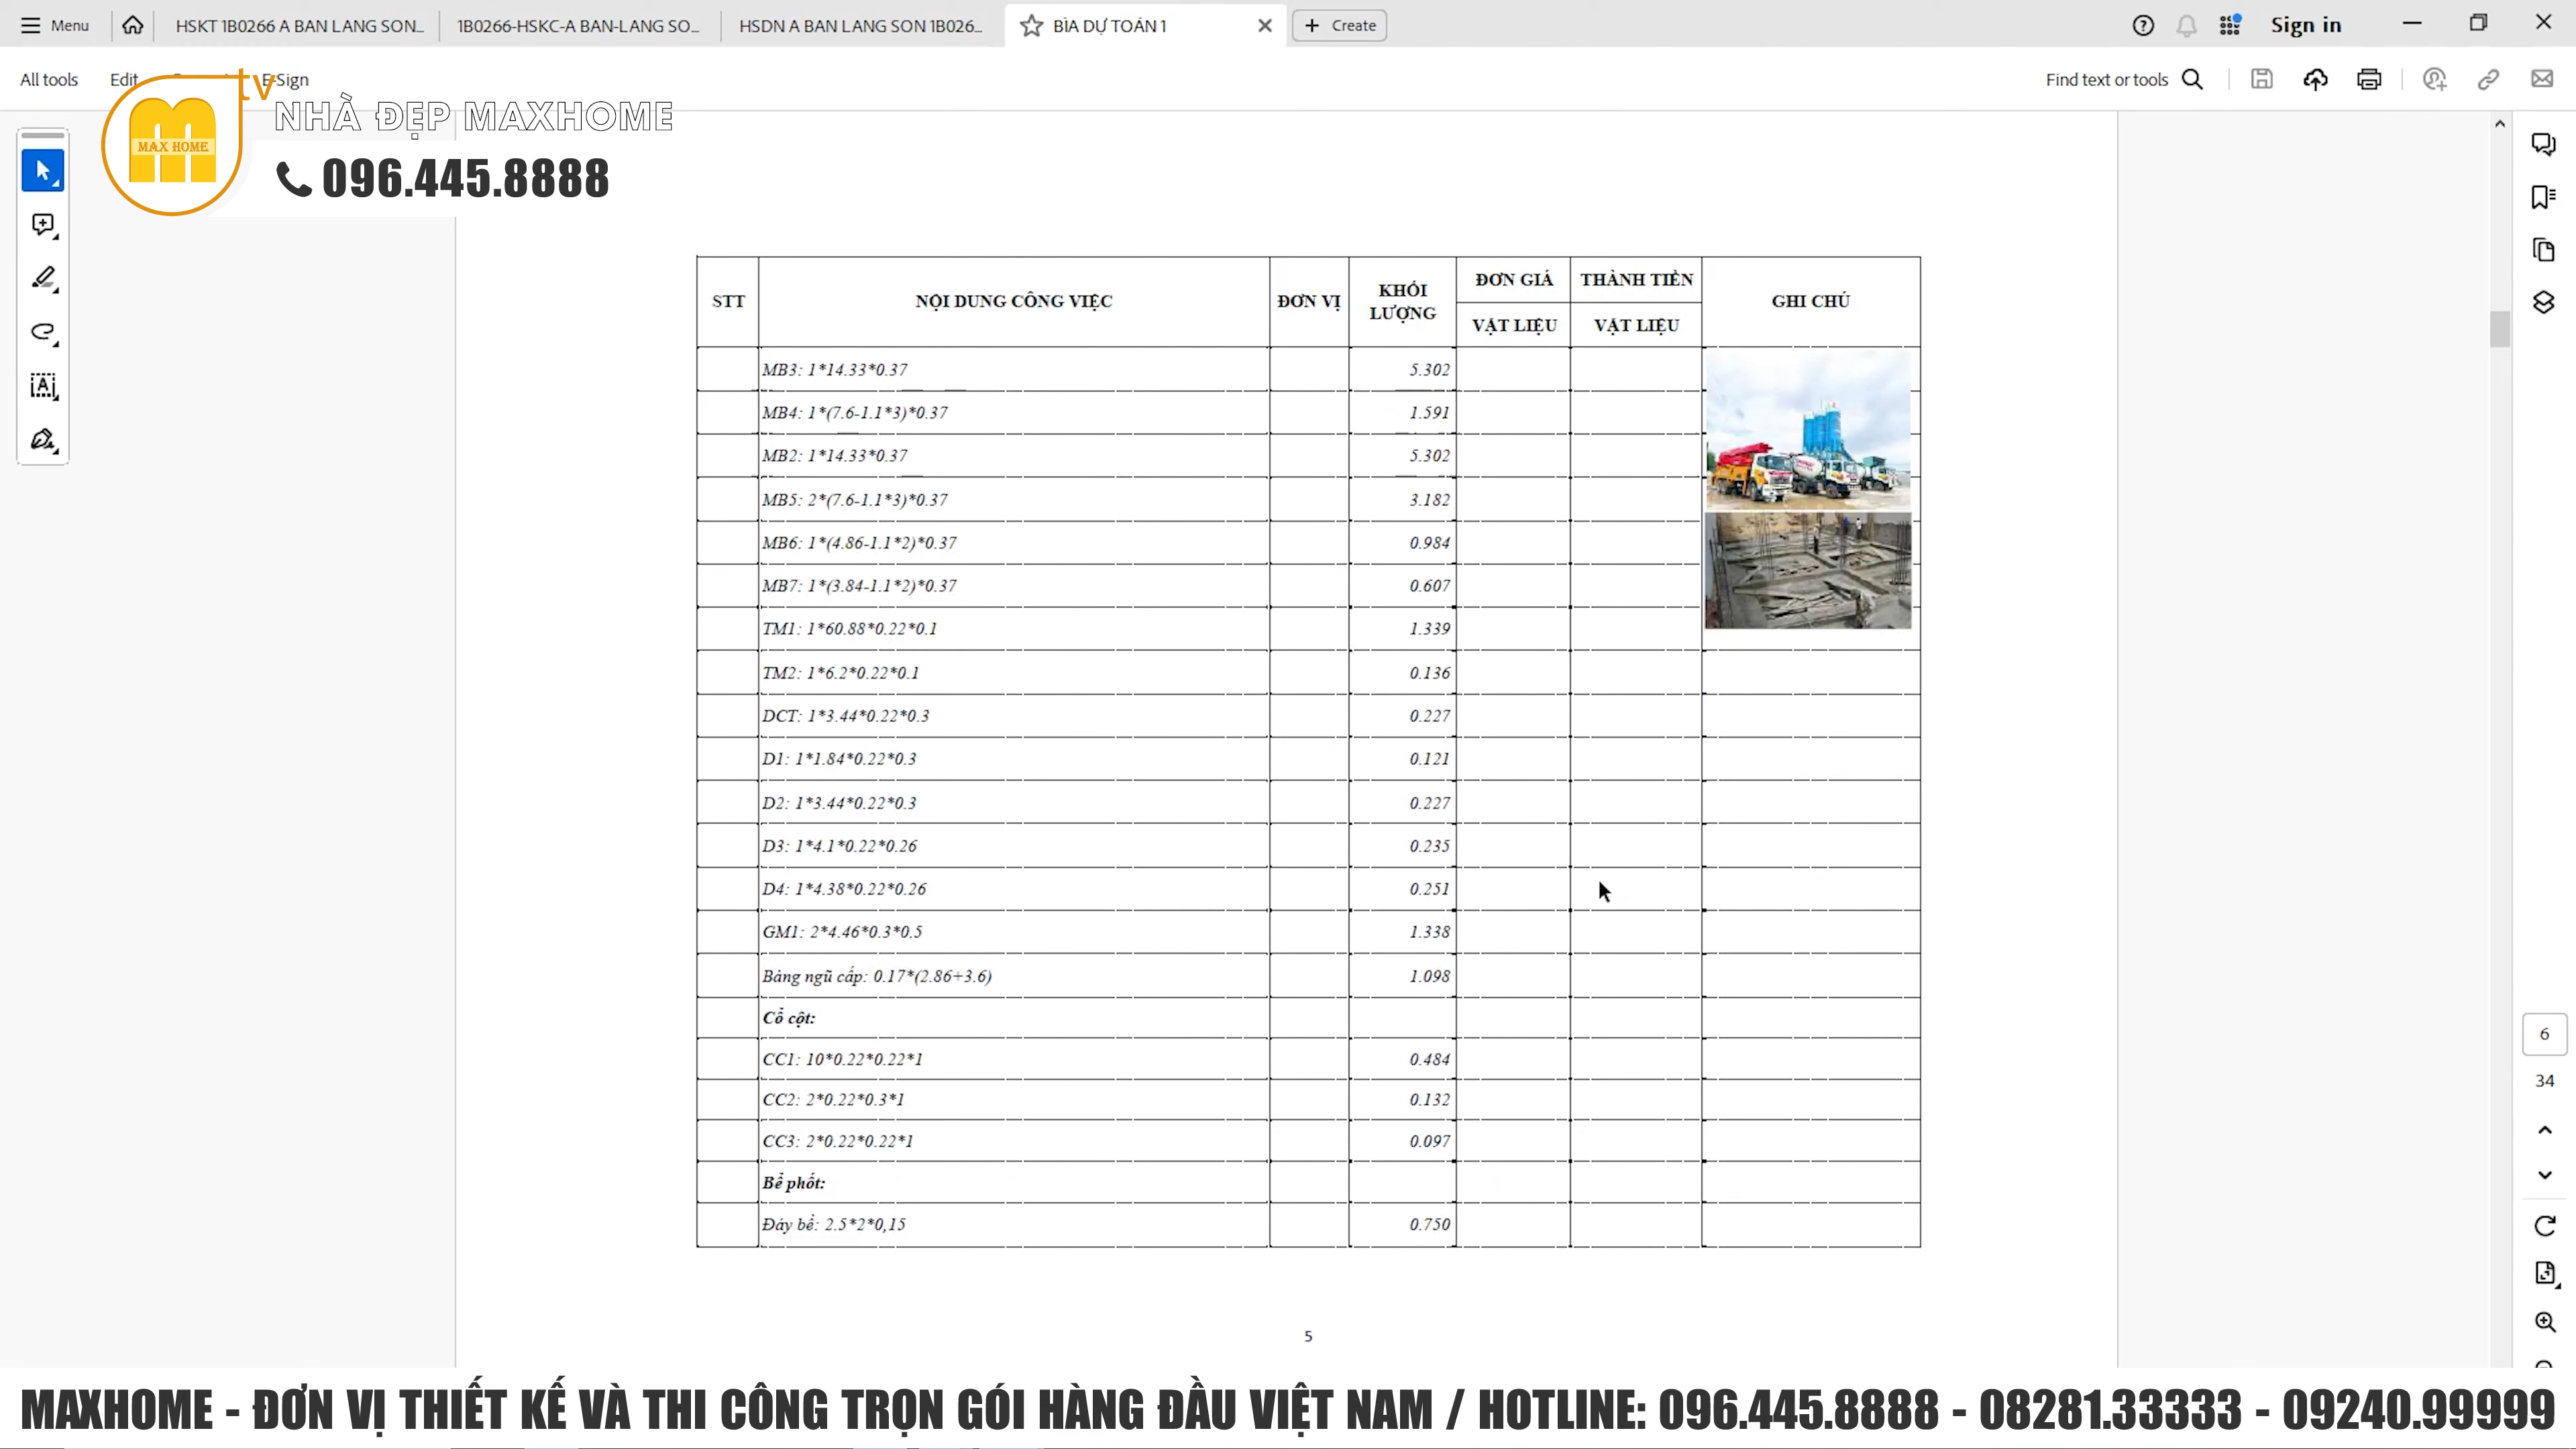 Menu
HSKT 1B0266 A BAN LANG SON...
1B0266-HSKC-A BAN-LANG SO...
HSDN A BAN LANG SON 1B026...
BÌA DỰ TOÁN 1
Create
Sign in
All tools
Edit
E-Sign
Find text or tools
tv
MAX HOME
NHÀ ĐẸP MAXHOME
096.445.8888
STT NỘI DUNG CÔNG VIỆC ĐƠN VỊ KHỐI LƯỢNG ĐƠN GIÁ THÀNH TIỀN GHI CHÚ
VẬT LIỆU VẬT LIỆU
MB3: 1*14.33*0.37 5.302
MB4: 1*(7.6-1.1*3)*0.37 1.591
MB2: 1*14.33*0.37 5.302
MB5: 2*(7.6-1.1*3)*0.37 3.182
MB6: 1*(4.86-1.1*2)*0.37 0.984
MB7: 1*(3.84-1.1*2)*0.37 0.607
TM1: 1*60.88*0.22*0.1 1.339
TM2: 1*6.2*0.22*0.1 0.136
DCT: 1*3.44*0.22*0.3 0.227
D1: 1*1.84*0.22*0.3 0.121
D2: 1*3.44*0.22*0.3 0.227
D3: 1*4.1*0.22*0.26 0.235
D4: 1*4.38*0.22*0.26 0.251
GM1: 2*4.46*0.3*0.5 1.338
Bảng ngũ cấp: 0.17*(2.86+3.6) 1.098
Cổ cột:
CC1: 10*0.22*0.22*1 0.484
CC2: 2*0.22*0.3*1 0.132
CC3: 2*0.22*0.22*1 0.097
Bể phốt:
Đáy bể: 2.5*2*0,15 0.750
5
6
34
MAXHOME - ĐƠN VỊ THIẾT KẾ VÀ THI CÔNG TRỌN GÓI HÀNG ĐẦU VIỆT NAM / HOTLINE: 096.445.8888 - 08281.33333 - 09240.99999